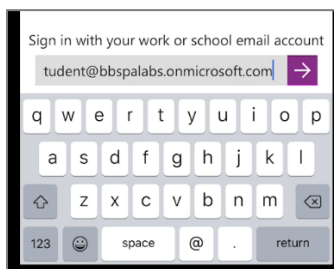 Sign in with your work or school email account
tudent@bbspalabs.onmicrosoft.com
q w e r t y u i o p
a s d f g h j k l
z x c v b n m
123 space @ . return